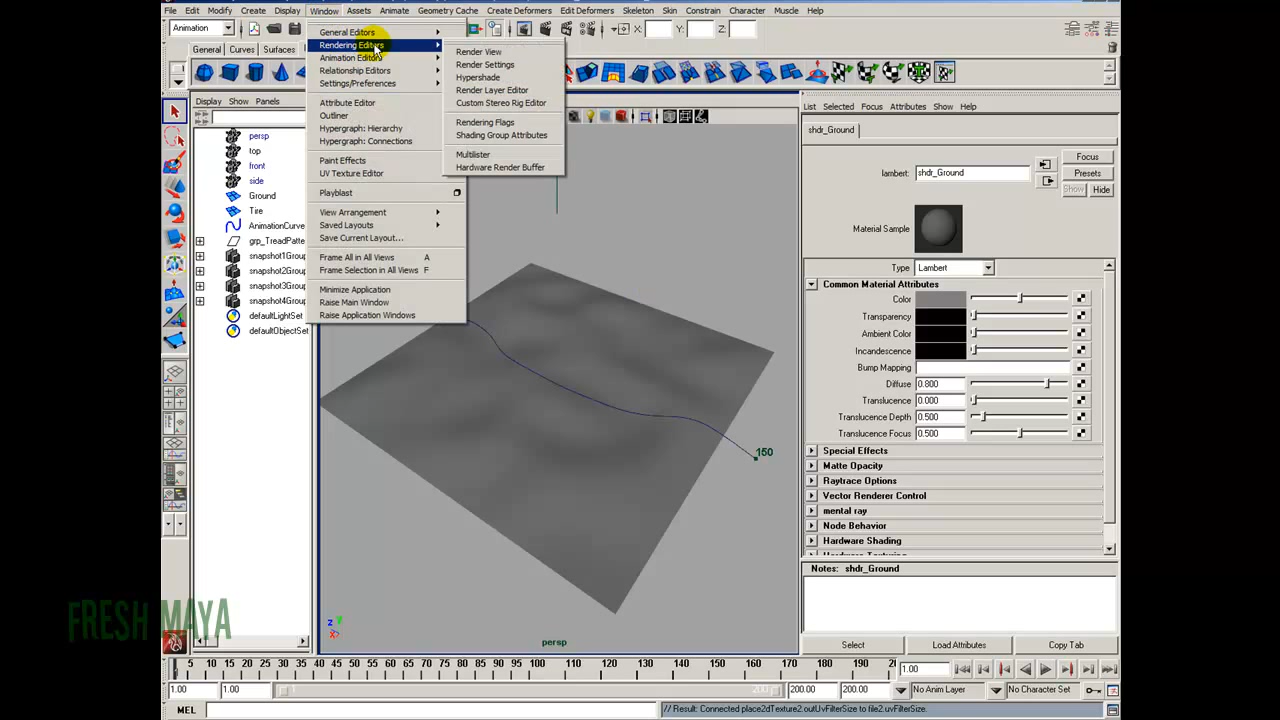 File Edit Modify Create Display Window Assets Animate Geometry Cache Create Deformers Edit Deformers Skeleton Skin Constrain Character Muscle Help
Animation X: Y: Z:
General Curves Surfaces
General Editors
Rendering Editors
Animation Editors
Relationship Editors
Settings/Preferences
Attribute Editor
Outliner
Hypergraph: Hierarchy
Hypergraph: Connections
Paint Effects
UV Texture Editor
Playblast
View Arrangement
Saved Layouts
Save Current Layout...
Frame All in All Views A
Frame Selection in All Views F
Minimize Application
Raise Main Window
Raise Application Windows
Render View
Render Settings
Hypershade
Render Layer Editor
Custom Stereo Rig Editor
Rendering Flags
Shading Group Attributes
Multilister
Hardware Render Buffer
Display Show Panels
persp
top
front
side
Ground
Tire
AnimationCurve
grp_TreadPatte
snapshot1Group
snapshot2Group
snapshot3Group
snapshot4Group
defaultLightSet
defaultObjectSet
150
z y
x
persp
List Selected Focus Attributes Show Help
shdr_Ground
lambert: shdr_Ground
Focus
Presets
Show Hide
Material Sample
Type Lambert
Common Material Attributes
Color
Transparency
Ambient Color
Incandescence
Bump Mapping
Diffuse 0.800
Translucence 0.000
Translucence Depth 0.500
Translucence Focus 0.500
Special Effects
Matte Opacity
Raytrace Options
Vector Renderer Control
mental ray
Node Behavior
Hardware Shading
Hardware Texturing
Notes: shdr_Ground
Select Load Attributes Copy Tab
FRESH MAYA
5 10 15 20 25 30 35 40 45 50 55 60 65 70 75 80 85 90 95 100 110 120 130 140 150 160 170 180 190 2 1.00
1.00 1.00 200 200.00 200.00 No Anim Layer No Character Set
MEL // Result: Connected place2dTexture2.outUvFilterSize to file2.uvFilterSize.